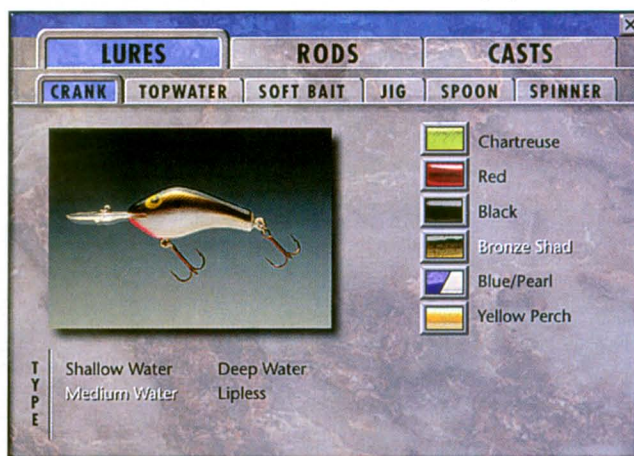 LURES RODS CASTS
CRANK TOPWATER SOFT BAIT JIG SPOON SPINNER
Chartreuse
Red
Black
Bronze Shad
Blue/Pearl
Yellow Perch
TYPE
Shallow Water Deep Water
Medium Water Lipless